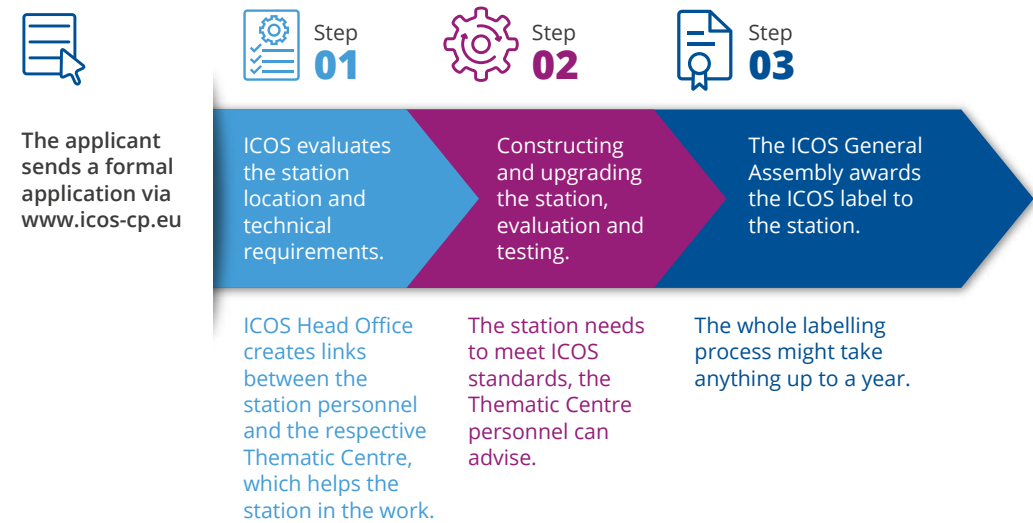 The applicant
sends a formal
application via
www.icos-cp.eu
Step
01
ICOS evaluates
the station
location and
technical
requirements.
ICOS Head Office
creates links
between the
station personnel
and the respective
Thematic Centre,
which helps the
station in the work.
Step
02
Constructing
and upgrading
the station,
evaluation and
testing.
The station needs
to meet ICOS
standards, the
Thematic Centre
personnel can
advise.
Step
03
The ICOS General
Assembly awards
the ICOS label to
the station.
The whole labelling
process might take
anything up to a year.